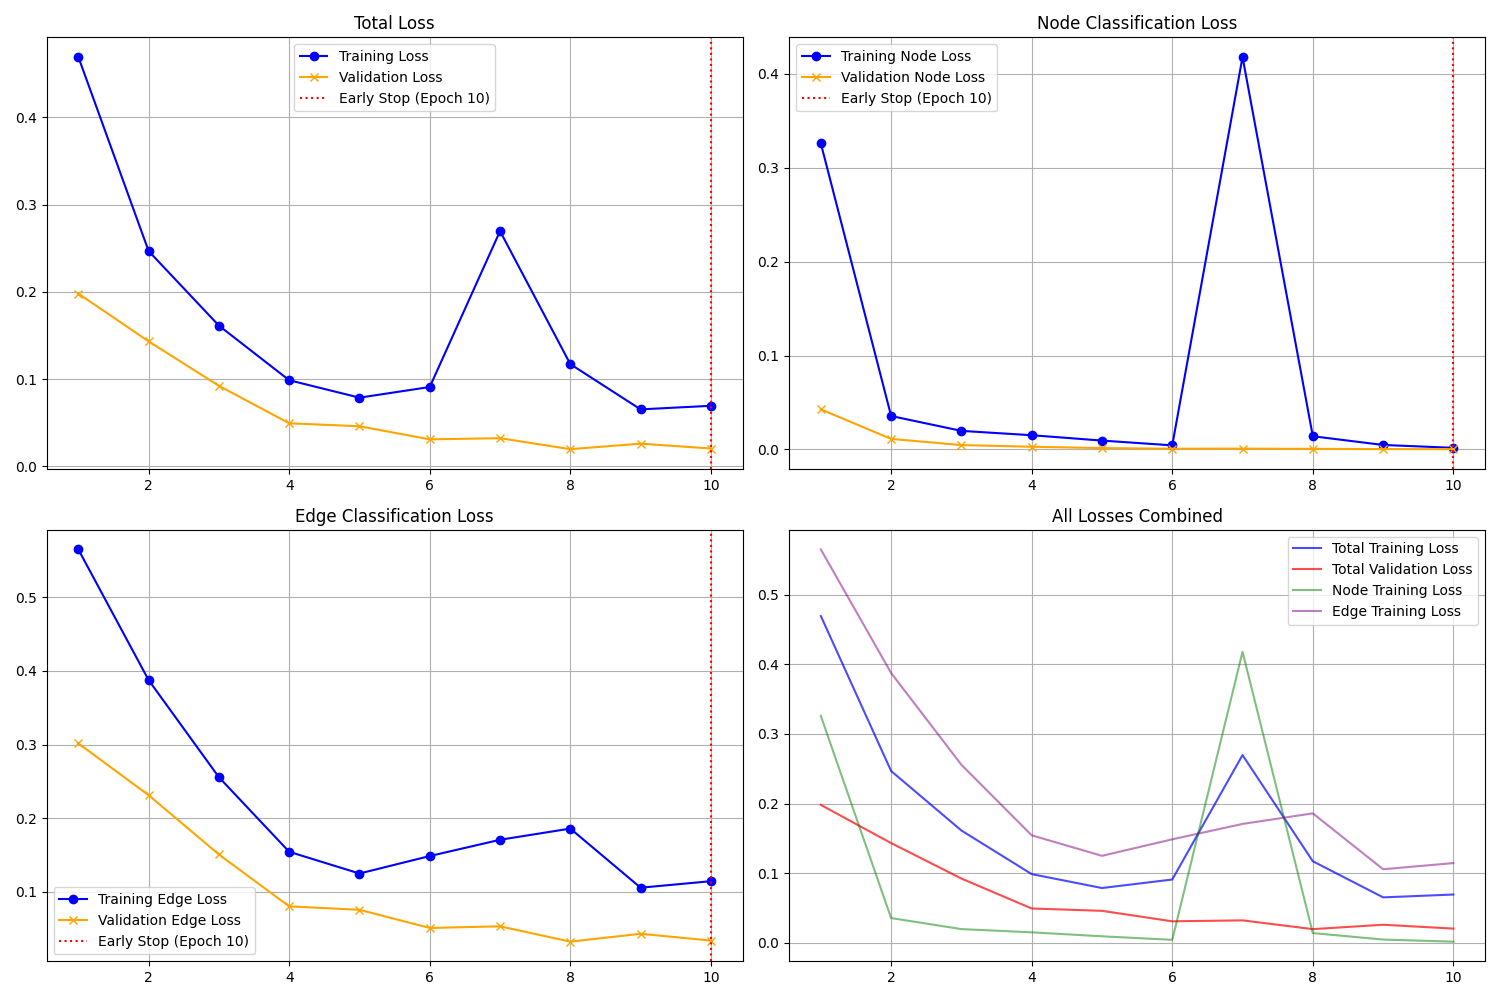 Total Loss
Training Loss
Validation Loss
Early Stop (Epoch 10)
0.4
0.3
0.2
0.1
0.0
2 4 6 8 10
Node Classification Loss
Training Node Loss
Validation Node Loss
Early Stop (Epoch 10)
0.4
0.3
0.2
0.1
0.0
2 4 6 8 10
Edge Classification Loss
0.5
0.4
0.3
0.2
0.1
Training Edge Loss
Validation Edge Loss
Early Stop (Epoch 10)
2 4 6 8 10
All Losses Combined
Total Training Loss
Total Validation Loss
Node Training Loss
Edge Training Loss
0.5
0.4
0.3
0.2
0.1
0.0
2 4 6 8 10